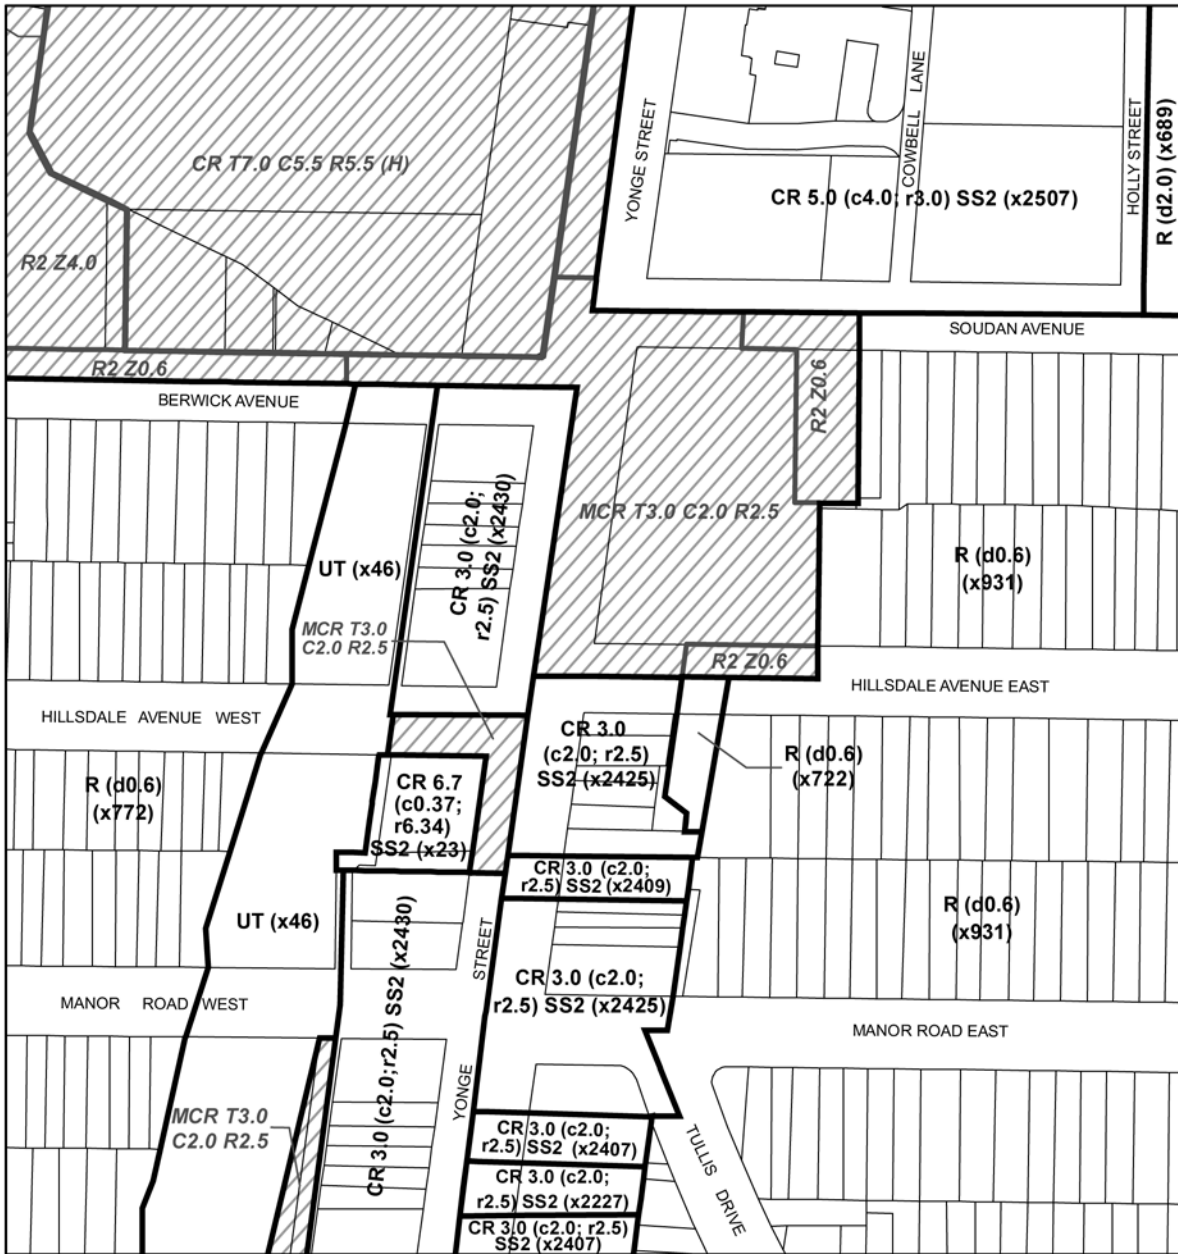 CR T7.0 C5.5 R5.5 (H)
YONGE STREET
COWBELL LANE
HOLLY STREET
R (d2.0) (x689)
CR 5.0 (c4.0; r3.0) SS2 (x2507)
R2 Z4.0
R2 Z0.6
BERWICK AVENUE
SOUDAN AVENUE
R2 Z0.6
CR 3.0 (c2.0;
r2.5) SS2 (x2430)
MCR T3.0 C2.0 R2.5
UT (x46)
R (d0.6)
(x931)
MCR T3.0
C2.0 R2.5
R2 Z0.6
HILLSDALE AVENUE EAST
HILLSDALE AVENUE WEST
CR 3.0
(c2.0; r2.5)
SS2 (x2425)
R (d0.6)
(x722)
R (d0.6)
(x772)
CR 6.7
(c0.37;
r6.34)
SS2 (x23)
CR 3.0 (c2.0;
r2.5) SS2 (x2409)
UT (x46)
CR 3.0 (c2.0;r2.5) SS2 (x2430)
YONGE STREET
R (d0.6)
(x931)
CR 3.0 (c2.0;
r2.5) SS2 (x2425)
MANOR ROAD WEST
MANOR ROAD EAST
MCR T3.0
C2.0 R2.5
CR 3.0 (c2.0;
r2.5) SS2 (x2407)
TULLIS DRIVE
CR 3.0 (c2.0;
r2.5) SS2 (x2227)
CR 3.0 (c2.0; r2.5)
SS2 (x2407)